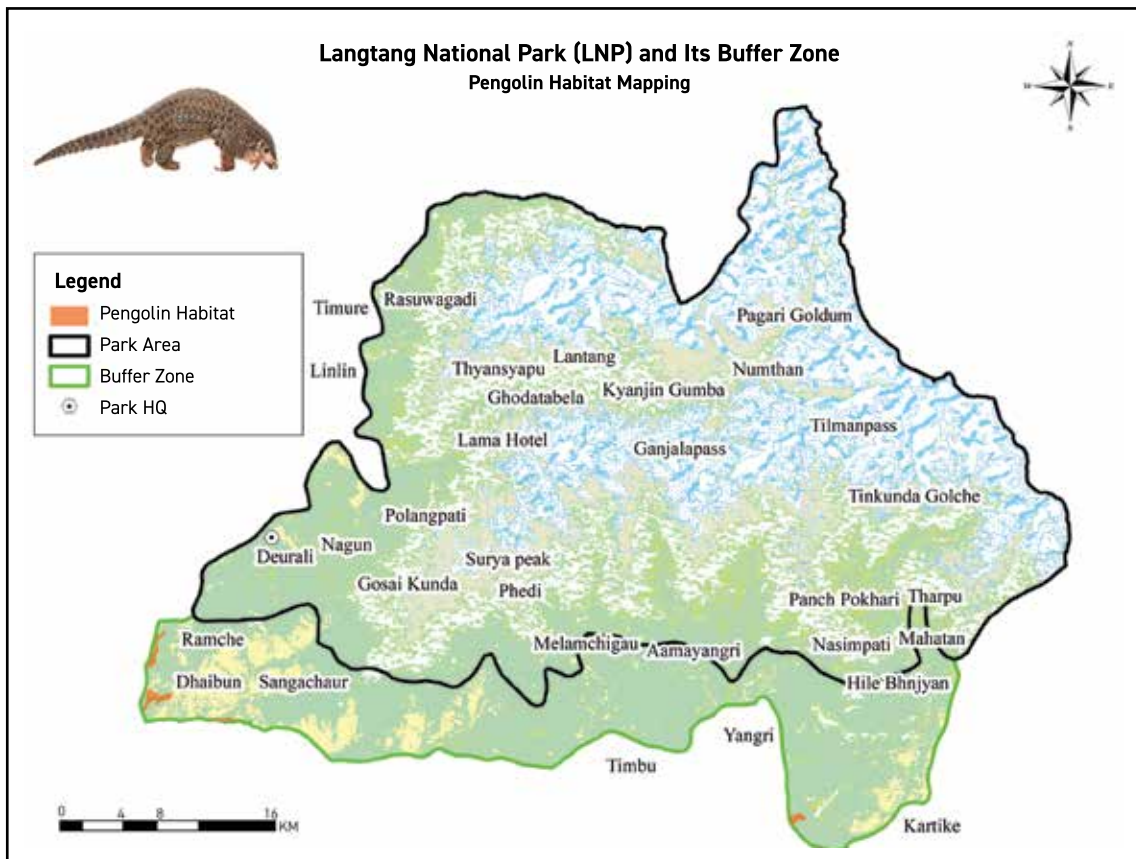 Langtang National Park (LNP) and Its Buffer Zone
Pengolin Habitat Mapping
N
W E
S
Legend
Pengolin Habitat
Park Area
Buffer Zone
Park HQ
Timure
Rasuwagadi
Pagari Goldum
Linlin
Thyansyapu
Lantang
Numthan
Ghodatabela
Kyanjin Gumba
Lama Hotel
Ganjalapass
Tilmanpass
Tinkunda Golche
Polangpati
Deurali
Nagun
Surya peak
Gosai Kunda
Phedi
Panch Pokhari
Tharpu
Ramche
Melamchigau
Aamayangri
Nasimpati
Mahatan
Dhaibun
Sangachaur
Hile Bhnjyan
Yangri
Timbu
Kartike
0 4 8 16
KM